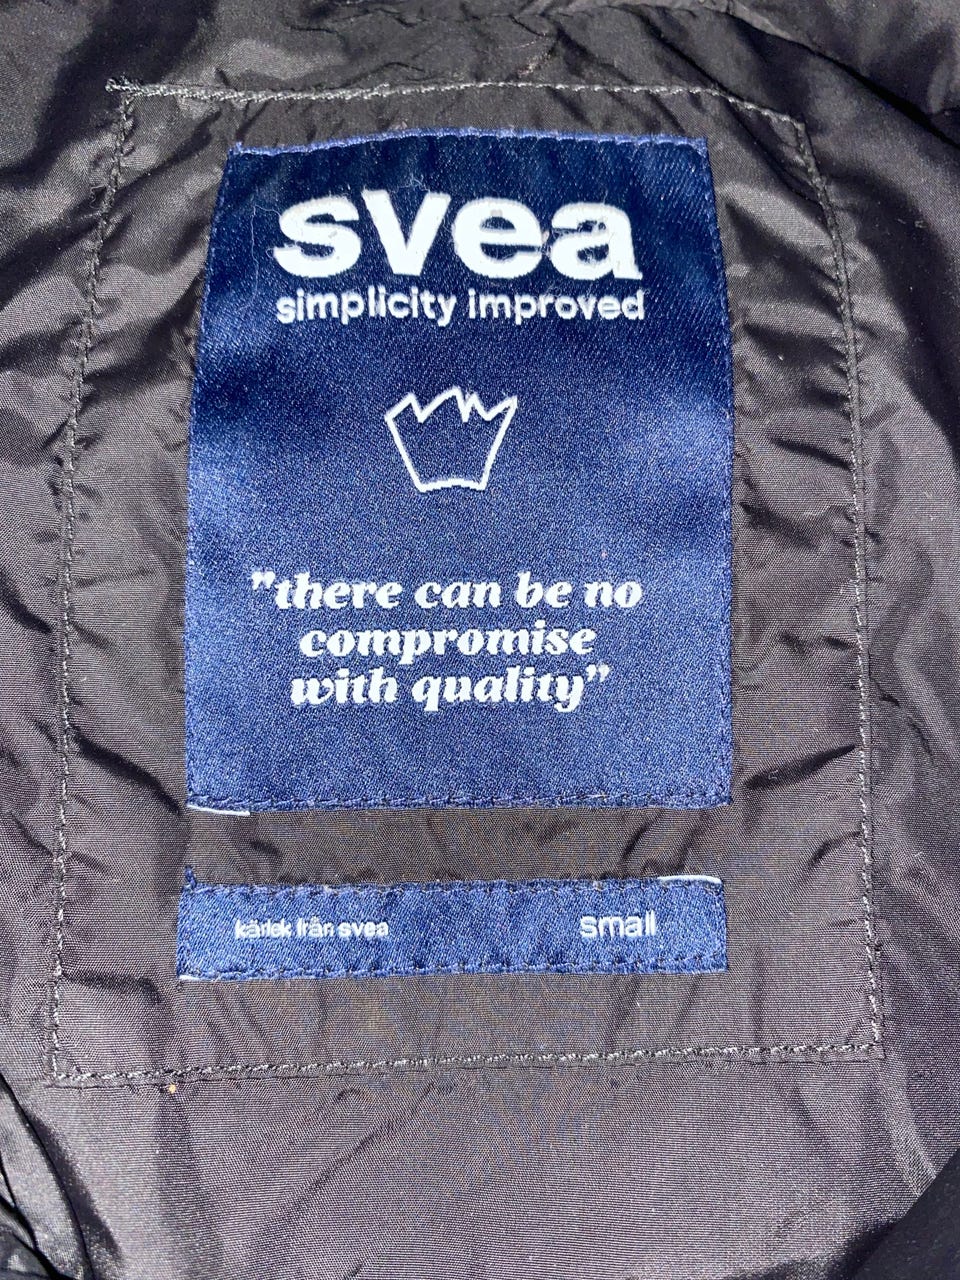 svea
simplicity improved
"there can be no
compromise
with quality”
kärlek från svea
small